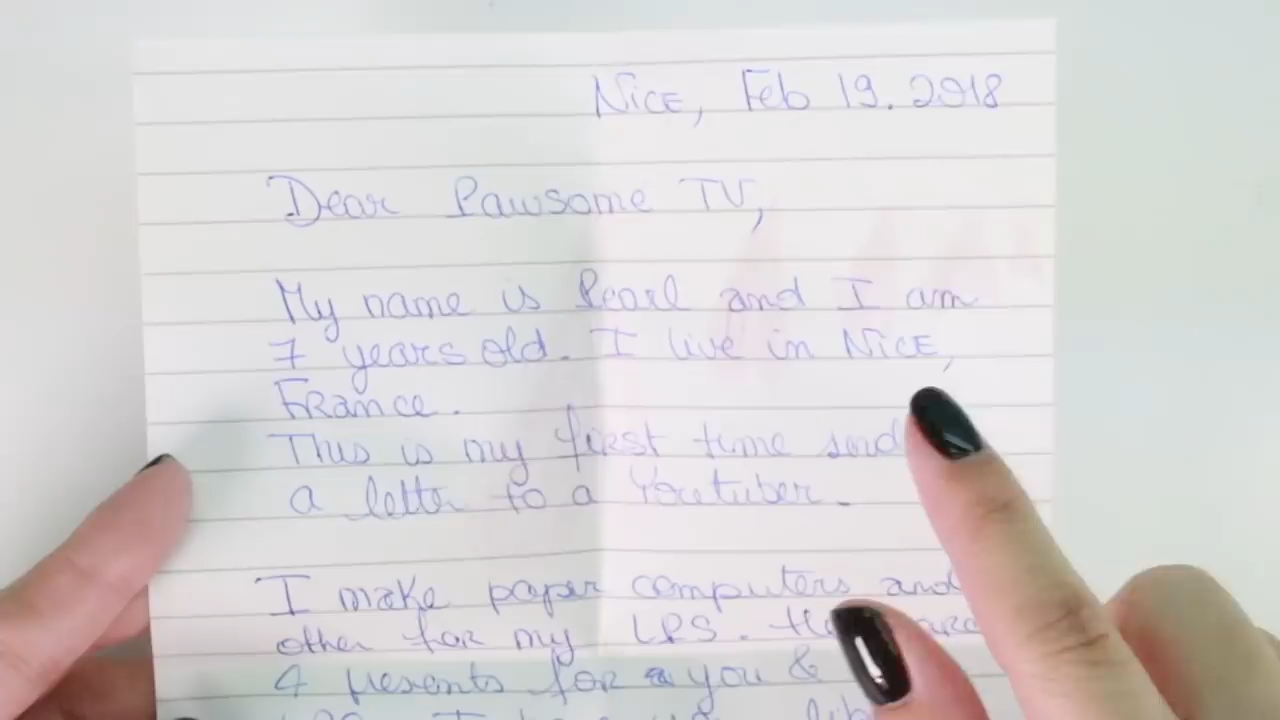 Nice, Feb 19. 2018
Dear Pawsome TV,
My name is Pearl and I am
7 years old. I live in Nice,
France.
This is my first time send
a letter to a Youtuber.
I make paper computers and
other for my LPS. 
4 presents for you &